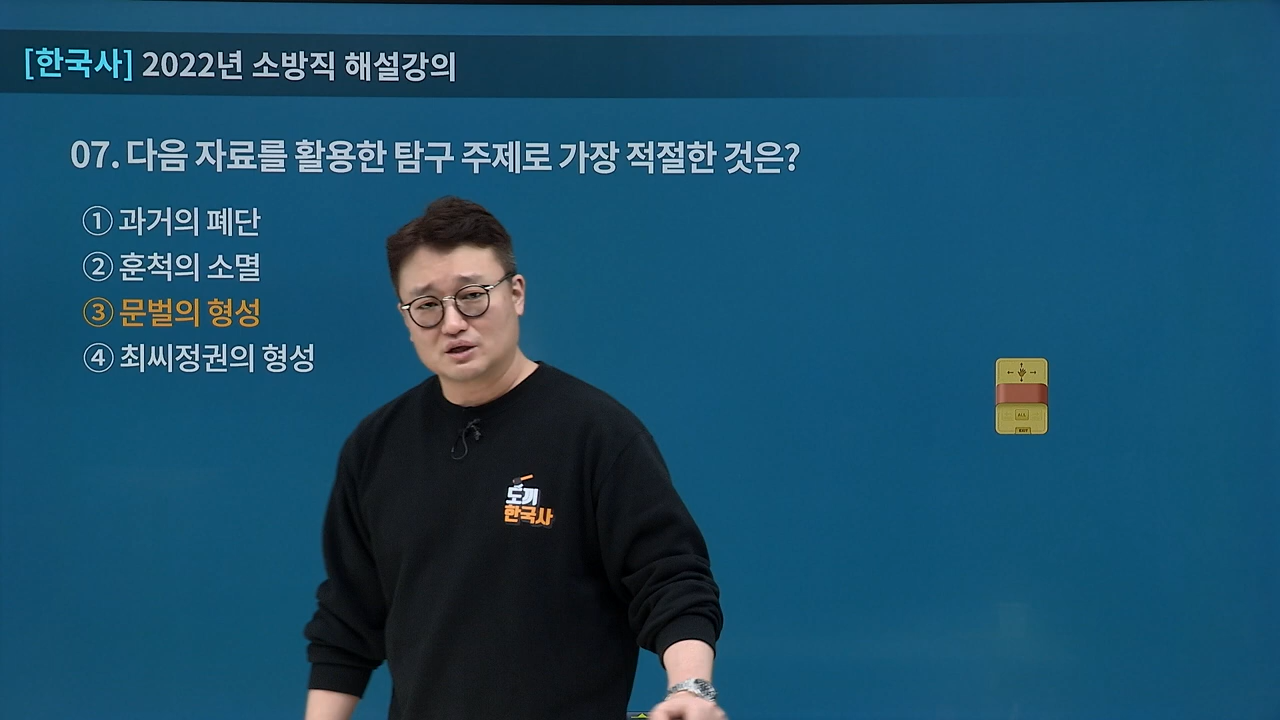 [한국사] 2022년 소방직 해설강의
07. 다음 자료를 활용한 탐구 주제로 가장 적절한 것은?
① 과거의 폐단
② 훈척의 소멸
③ 문벌의 형성
④ 최씨정권의 형성
도끼
한국사
ALL
EXIT